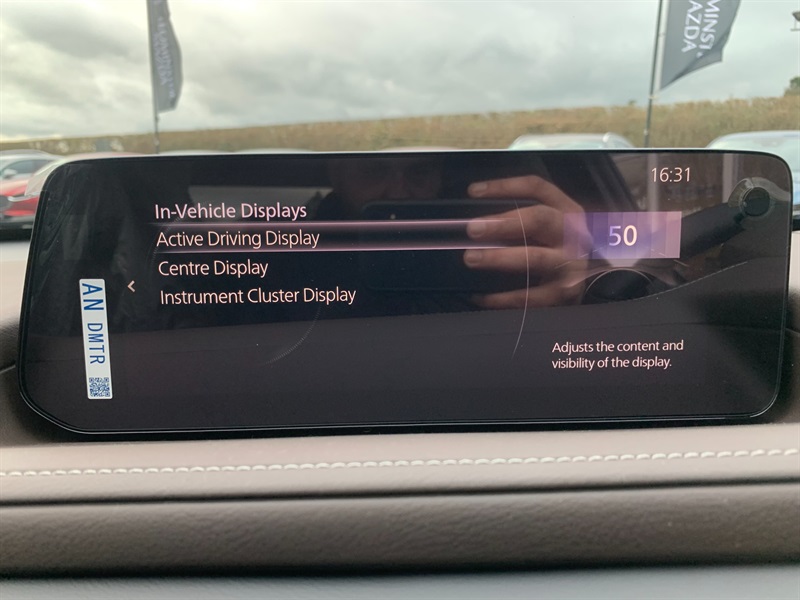 MINST
AZDA
16:31
In-Vehicle Displays
Active Driving Display
50
Centre Display
Instrument Cluster Display
AN DMTR
Adjusts the content and
visibility of the display.